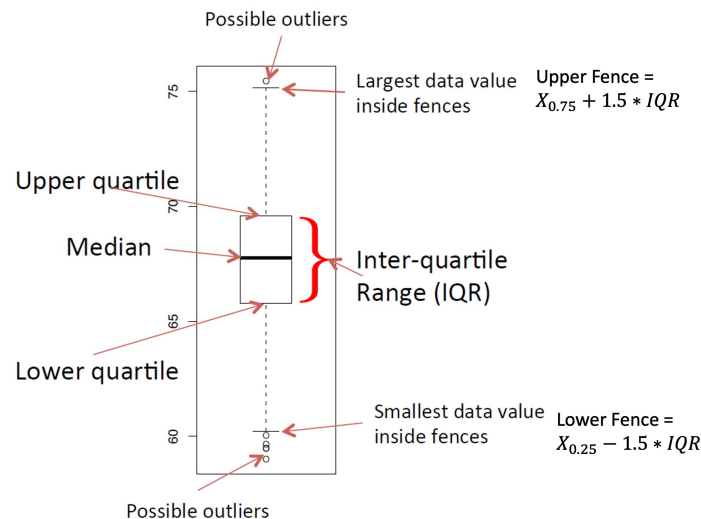 Possible outliers
Largest data value
inside fences
Upper Fence =
X₀.₇₅ + 1.5 * IQR
75
Upper quartile
70
Median
Inter-quartile
Range (IQR)
65
Lower quartile
Smallest data value
inside fences
Lower Fence =
X₀.₂₅ − 1.5 * IQR
60
Possible outliers